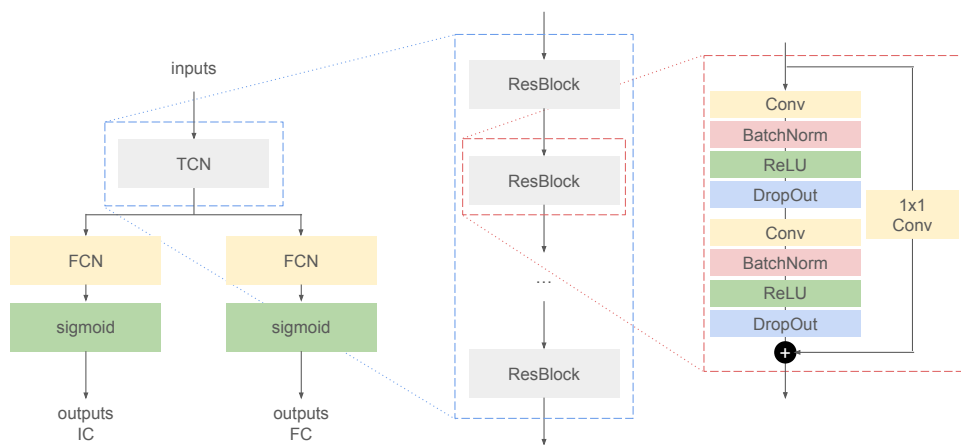 inputs
TCN
FCN
FCN
sigmoid
sigmoid
outputs
IC
outputs
FC
ResBlock
ResBlock
...
ResBlock
Conv
BatchNorm
ReLU
DropOut
Conv
BatchNorm
ReLU
DropOut
+
1x1
Conv